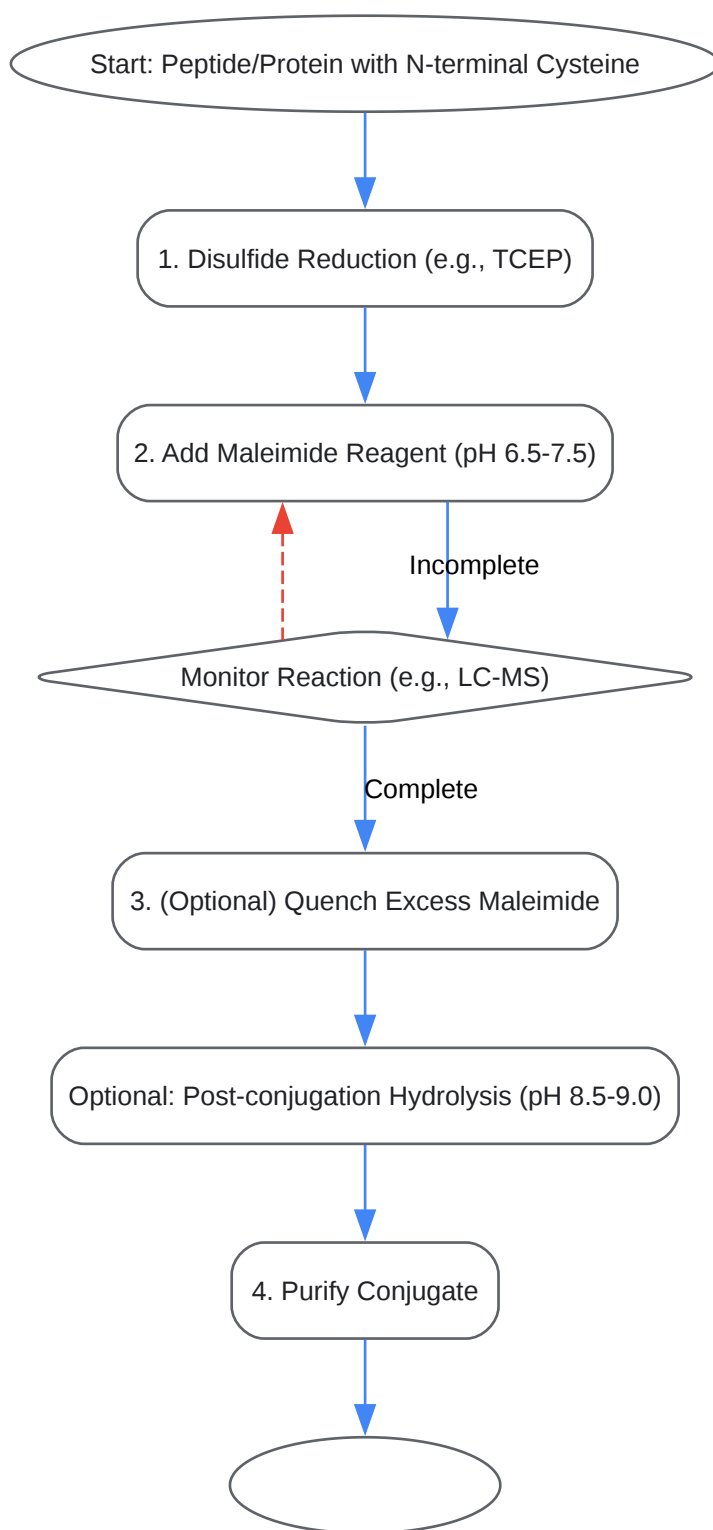 Start: Peptide/Protein with N-terminal Cysteine
1. Disulfide Reduction (e.g., TCEP)
2. Add Maleimide Reagent (pH 6.5-7.5)
Incomplete
Monitor Reaction (e.g., LC-MS)
Complete
3. (Optional) Quench Excess Maleimide
Optional: Post-conjugation Hydrolysis (pH 8.5-9.0)
4. Purify Conjugate